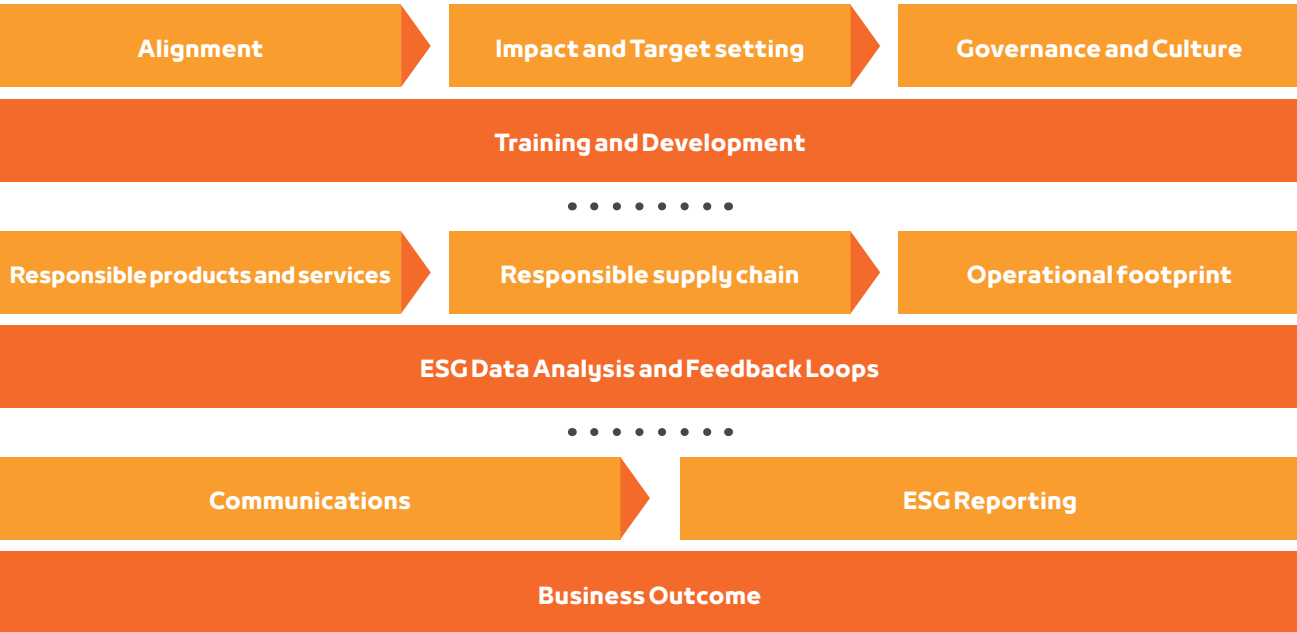 Alignment
Impact and Target setting
Governance and Culture
Training and Development
Responsible products and services
Responsible supply chain
Operational footprint
ESG Data Analysis and Feedback Loops
Communications
ESG Reporting
Business Outcome